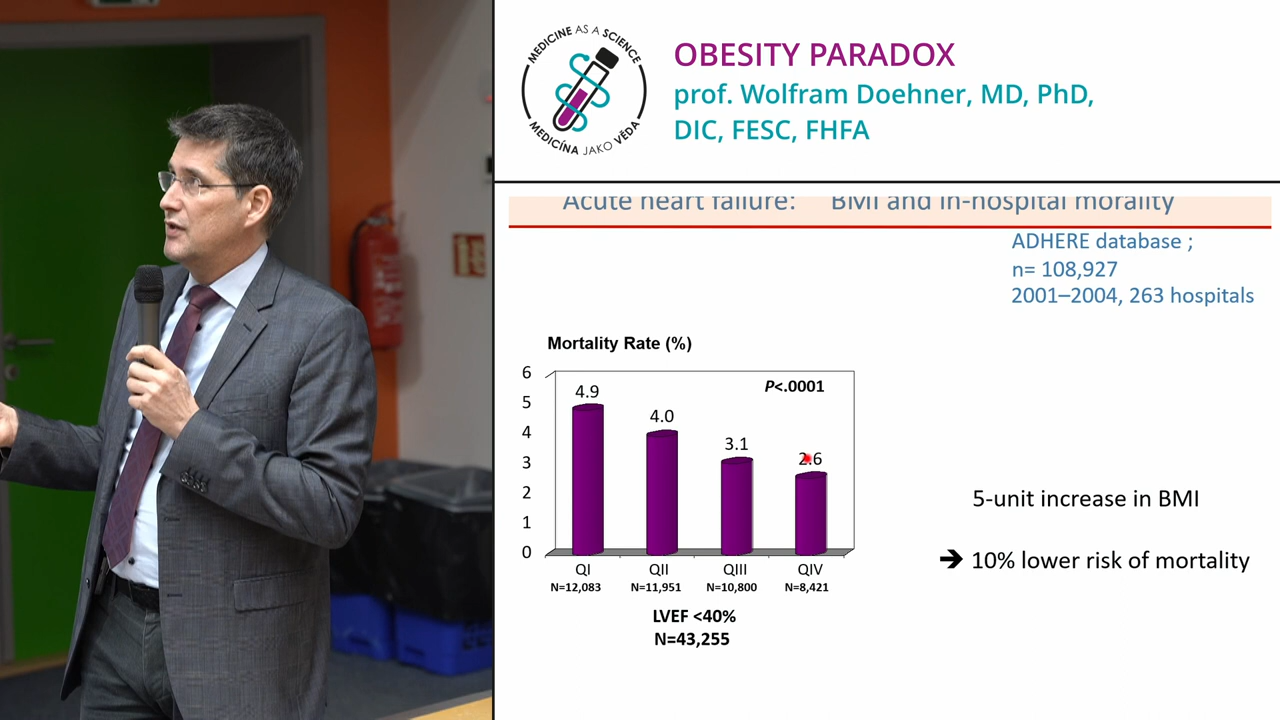 MEDICINE AS A SCIENCE
MEDICÍNA JAKO VĚDA
OBESITY PARADOX
prof. Wolfram Doehner, MD, PhD,
DIC, FESC, FHFA
Acute heart failure: BMI and in-hospital morality
ADHERE database ;
n= 108,927
2001–2004, 263 hospitals
Mortality Rate (%)
P<.0001
6
5
4
3
2
1
0
4.9
4.0
3.1
2.6
QI
QII
QIII
QIV
N=12,083
N=11,951
N=10,800
N=8,421
LVEF <40%
N=43,255
5-unit increase in BMI
➔ 10% lower risk of mortality